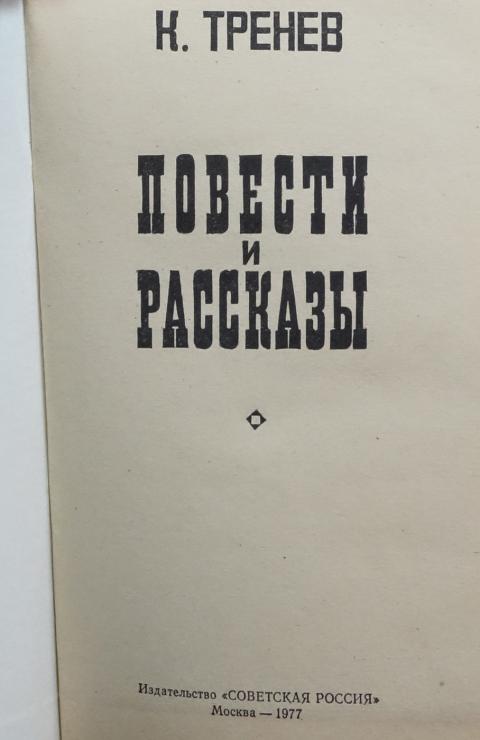 К. ТРЕНЕВ
ПОВЕСТИ
И
РАССКАЗЫ
Издательство «СОВЕТСКАЯ РОССИЯ»
Москва — 1977